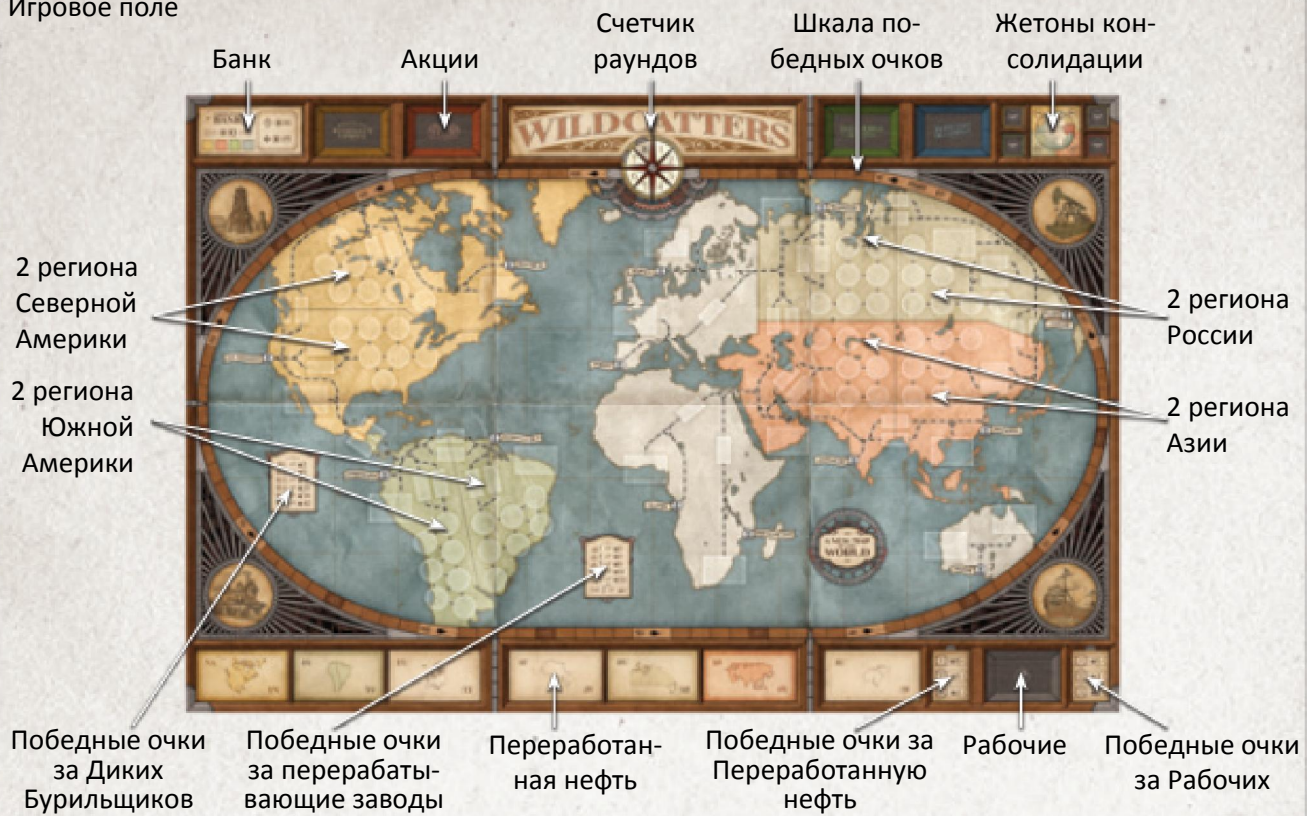 Игровое поле
Банк
Акции
Счетчик
раундов
Шкала по-
бедных очков
Жетоны кон-
солидации
WILDCATTERS
2 региона
Северной
Америки
2 региона
Южной
Америки
2 региона
России
2 региона
Азии
WORLD
Победные очки
за Диких
Бурильщиков
Победные очки
за перерабаты-
вающие заводы
Переработан-
ная нефть
Победные очки за
Переработанную
нефть
Рабочие
Победные очки
за Рабочих